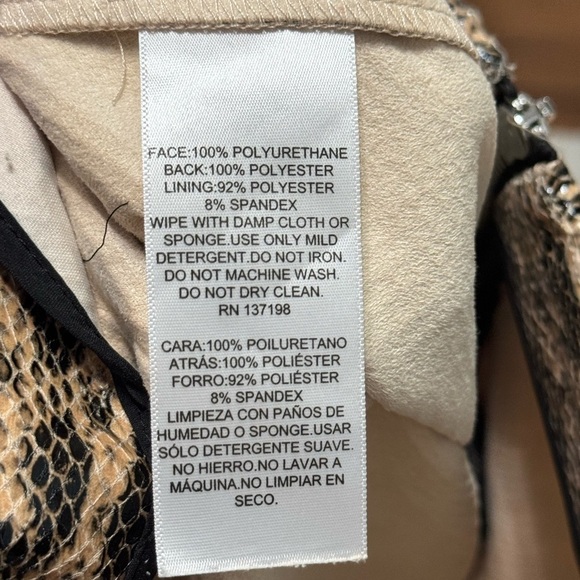 FACE:100% POLYURETHANE
BACK:100% POLYESTER
LINING:92% POLYESTER
8% SPANDEX
WIPE WITH DAMP CLOTH OR
SPONGE.USE ONLY MILD
DETERGENT.DO NOT IRON.
DO NOT MACHINE WASH.
DO NOT DRY CLEAN.
RN 137198
CARA:100% POILURETANO
ATRÁS:100% POLIÉSTER
FORRO:92% POLIÉSTER
8% SPANDEX
LIMPIEZA CON PAÑOS DE
HUMEDAD O SPONGE.USAR
SÓLO DETERGENTE SUAVE.
NO HIERRO.NO LAVAR A
MÁQUINA.NO LIMPIAR EN
SECO.